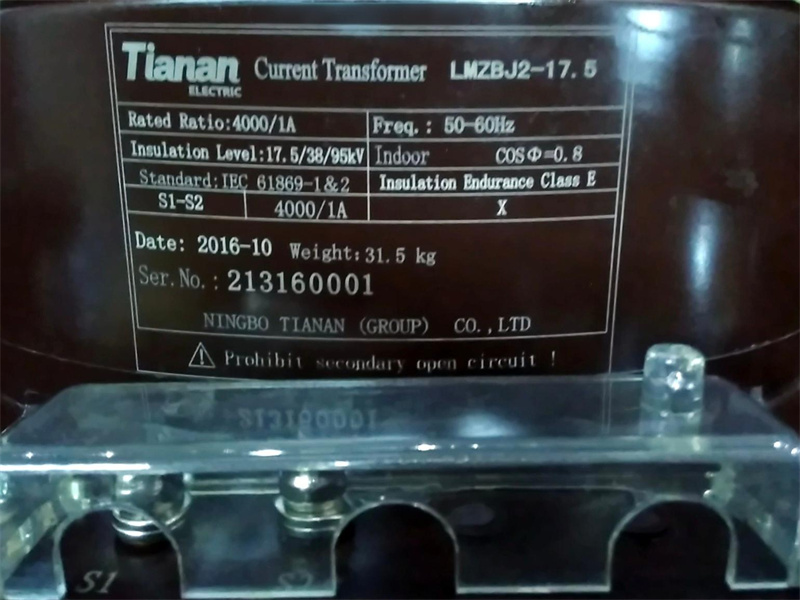 Tianan Current Transformer LMZBJ2-17.5
ELECTRIC
Rated Ratio:4000/1A Freq.: 50-60Hz
Insulation Level:17.5/38/95kV Indoor COSΦ=0.8
Standard:IEC 61869-1&2 Insulation Endurance Class E
S1-S2 4000/1A X
Date: 2016-10 Weight:31.5 kg
Ser.No.: 213160001
NINGBO TIANAN (GROUP) CO.,LTD
Prohibit secondary open circuit !
S1 S2